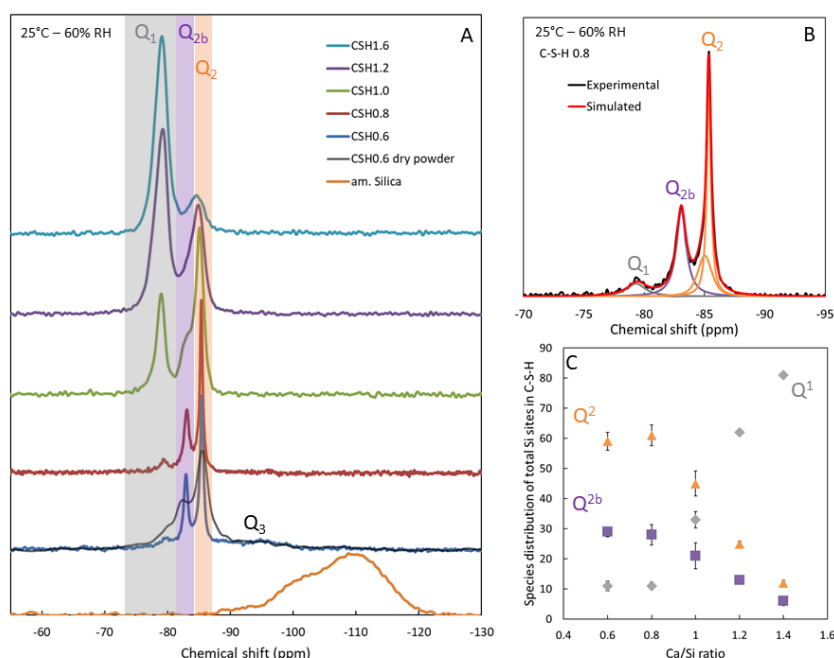 25°C – 60% RH
Q1
Q2b
Q2
A
CSH1.6
CSH1.2
CSH1.0
CSH0.8
CSH0.6
CSH0.6 dry powder
am. Silica
Q3
-60
-70
-80
-90
-100
-110
-120
-130
Chemical shift (ppm)
25°C – 60% RH
C-S-H 0.8
Q2
B
Experimental
Simulated
Q2b
Q1
-70
-75
-80
-85
-90
-95
Chemical shift (ppm)
C
Q1
Q2
Q2b
90
80
70
60
50
40
30
20
10
0
Species distribution of total Si sites in C-S-H
0.4
0.6
0.8
1.0
1.2
1.4
1.6
Ca/Si ratio